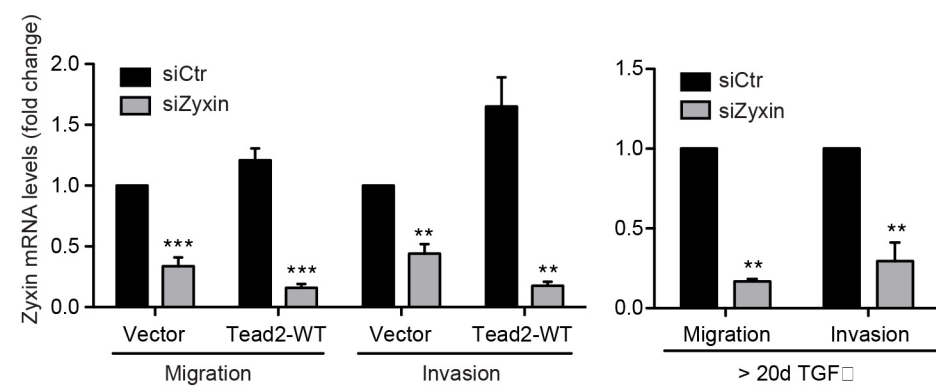 Zyxin mRNA levels (fold change)
2.0
1.5
1.0
0.5
0.0
siCtr
siZyxin
***
***
**
**
Vector
Tead2-WT
Vector
Tead2-WT
Migration
Invasion
1.5
1.0
0.5
0.0
siCtr
siZyxin
**
**
Migration
Invasion
> 20d TGF□